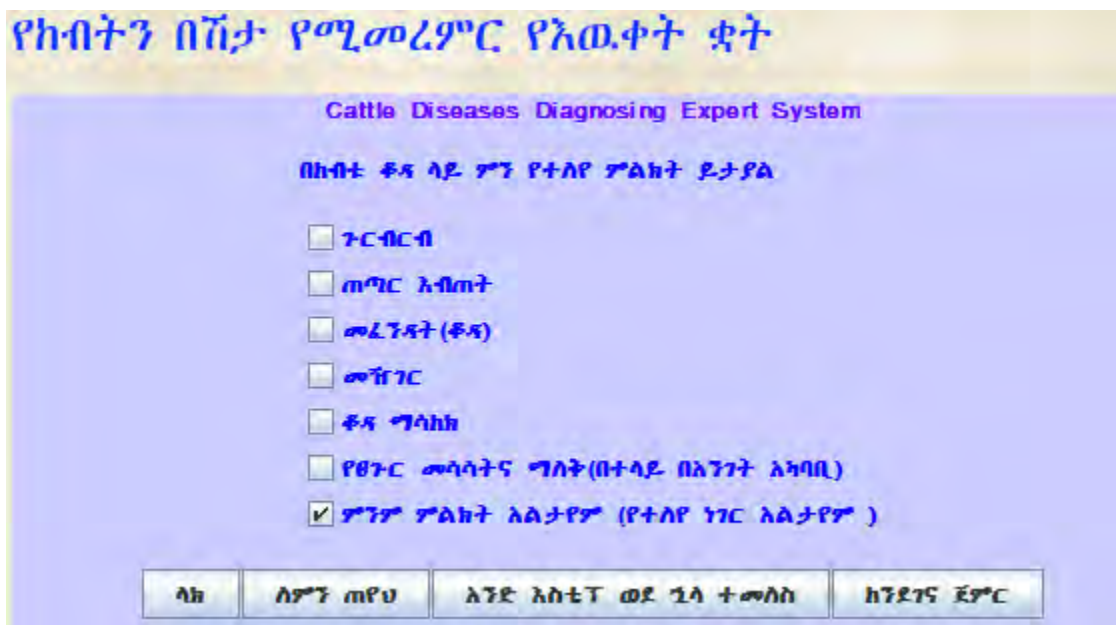 የከብትን በሽታ የሚመረምር የእዉቀት ቋት
Cattle Diseases Diagnosing Expert System
በከብቱ ቆዳ ላይ ምን የተለየ ምልክት ይታያል
ጉርብርብ
ጠጣር እብጠት
መፈንዳት(ቆዳ)
መዥገር
ቆዳ ማሳከክ
የፀጉር መሳሳትና ማለቅ(በተላይ በአንገት አካባቢ)
ምንም ምልክት አልታየም (የተለየ ነገር አልታየም )
ላክ ለምን ጠየህ አንድ እስቴፕ ወደ ኋላ ተመለስ ከንደገና ጀምር